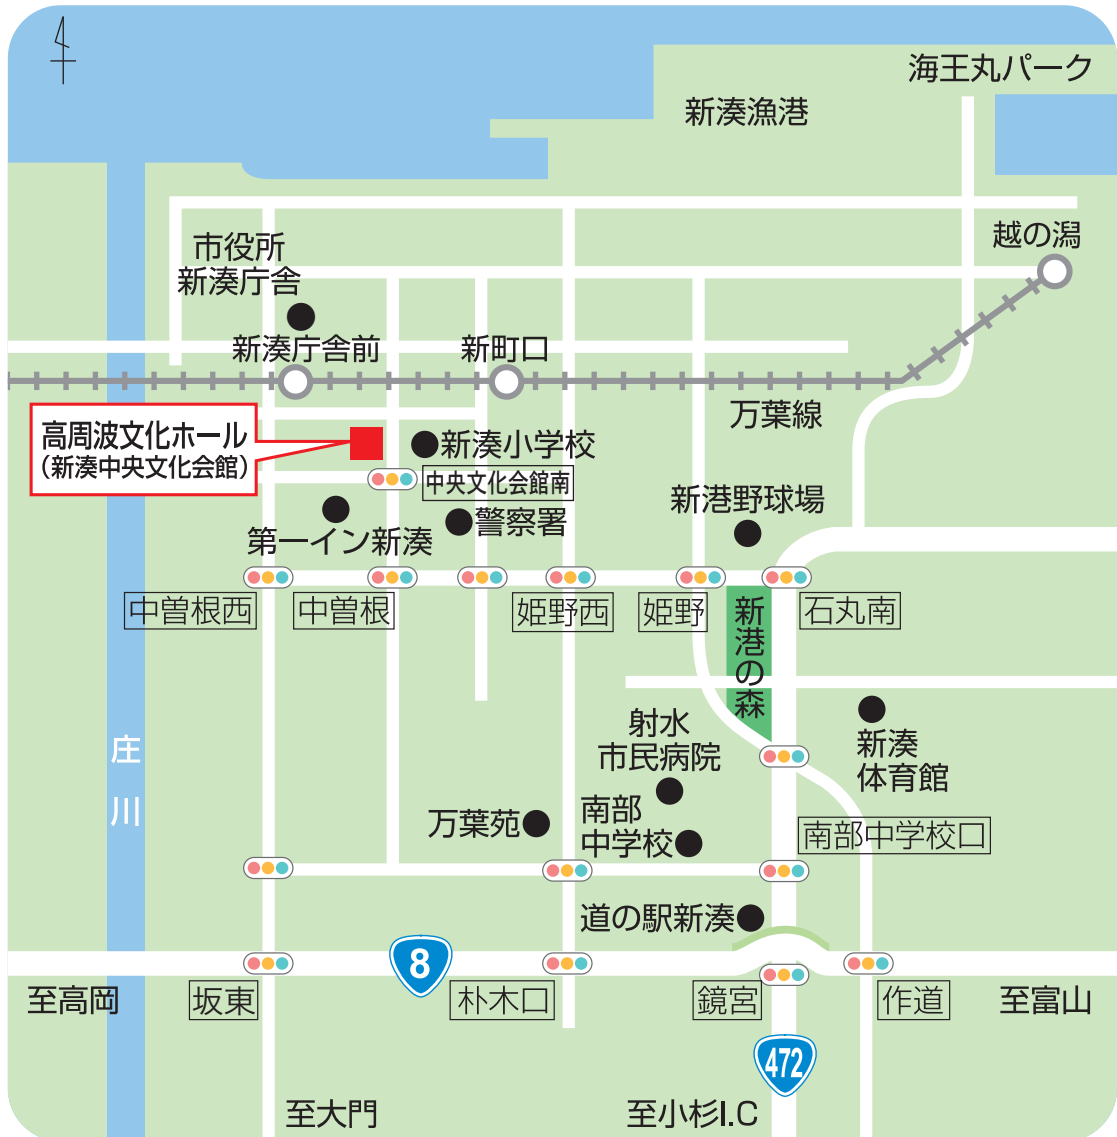 海王丸パーク
新湊漁港
越の潟
市役所
新湊庁舎
新湊庁舎前
新町口
万葉線
高周波文化ホール
（新湊中央文化会館）
新湊小学校
中央文化会館南
新港野球場
警察署
第一イン新湊
中曽根西
中曽根
姫野西
姫野
石丸南
新港の森
射水
市民病院
新湊
体育館
庄川
万葉苑
南部
中学校
南部中学校口
道の駅新湊
8
至高岡
坂東
朴木口
鏡宮
作道
至富山
472
至大門
至小杉I.C